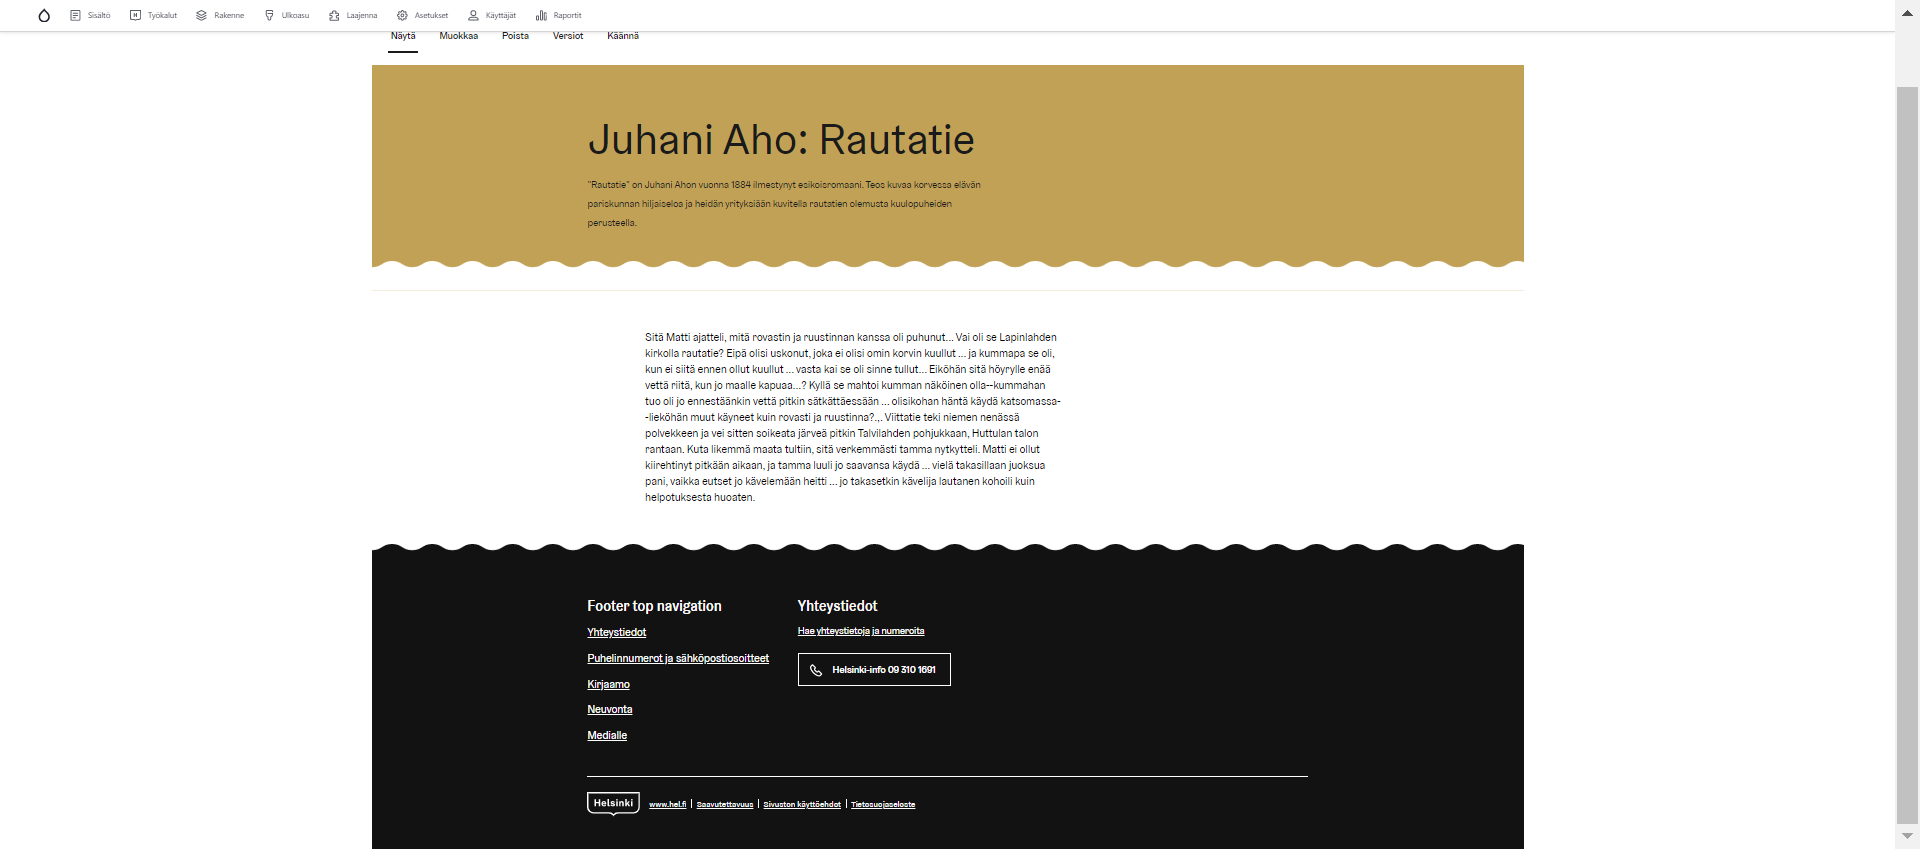 Sisältö Työkalut Rakenne Ulkoasu Laajenna Asetukset Käyttäjät Raportit
Näytä Muokkaa Poista Versiot Käännä
Juhani Aho: Rautatie
"Rautatie" on Juhani Ahon vuonna 1884 ilmestynyt esikoisromaani. Teos kuvaa korvessa elävän
pariskunnan hiljaiseloa ja heidän yrityksiään kuvitella rautatien olemusta kuulopuheiden
perusteella.
Sitä Matti ajatteli, mitä rovastin ja ruustinnan kanssa oli puhunut... Vai oli se Lapinlahden
kirkolla rautatie? Eipä olisi uskonut, joka ei olisi omin korvin kuullut ... ja kummapa se oli,
kun ei siitä ennen ollut kuullut ... vasta kai se oli sinne tullut... Eiköhän sitä höyrylle enää
vettä riitä, kun jo maalle kapuaa...? Kyllä se mahtoi kumman näköinen olla--kummahan
tuo oli jo ennestäänkin vettä pitkin sätkättäessään ... olisikohan häntä käydä katsomassa-
-lieköhän muut käyneet kuin rovasti ja ruustinna?.,. Viittatie teki niemen nenässä
polvekkeen ja vei sitten soikeata järveä pitkin Talvilahden pohjukkaan, Huttulan talon
rantaan. Kuta likemmä maata tultiin, sitä verkemmästi tamma nytkytteli. Matti ei ollut
kiirehtinyt pitkään aikaan, ja tamma luuli jo saavansa käydä ... vielä takasillaan juoksua
pani, vaikka eutset jo kävelemään heitti ... jo takasetkin kävelijä lautanen kohoili kuin
helpotuksesta huoaten.
Footer top navigation
Yhteystiedot
Puhelinnumerot ja sähköpostiosoitteet
Kirjaamo
Neuvonta
Medialle
Yhteystiedot
Hae yhteystietoja ja numeroita
Helsinki-info 09 310 1691
Helsinki www.hel.fi Saavutettavuus Sivuston käyttöehdot Tietosuojaseloste